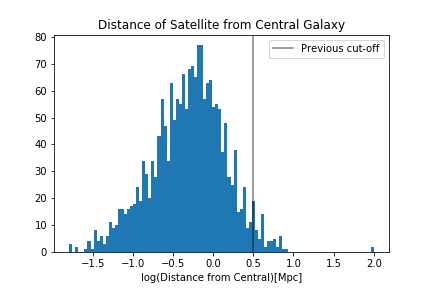 Distance of Satellite from Central Galaxy
Previous cut-off
80
70
60
50
40
30
20
10
0
−1.5 −1.0 −0.5 0.0 0.5 1.0 1.5 2.0
log(Distance from Central)[Mpc]